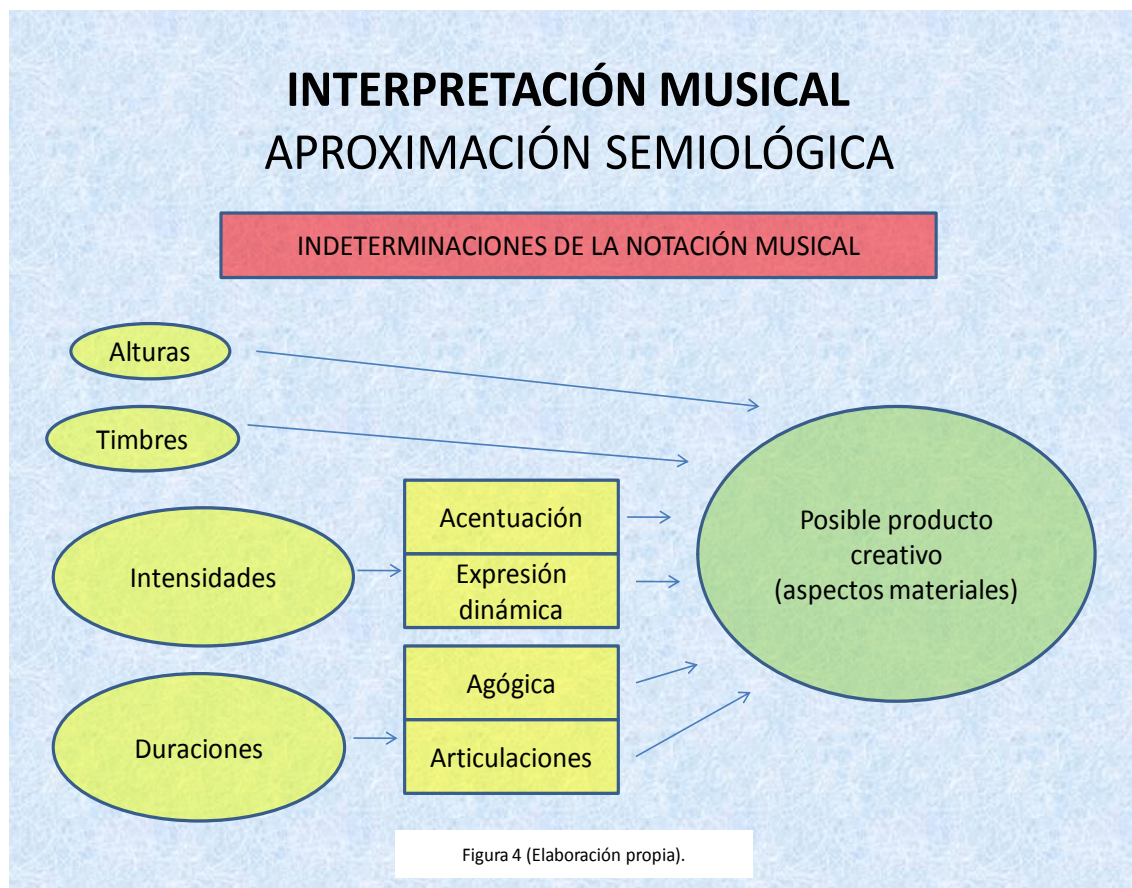 INTERPRETACIÓN MUSICAL
APROXIMACIÓN SEMIOLÓGICA
INDETERMINACIONES DE LA NOTACIÓN MUSICAL
Alturas
Timbres
Intensidades
Acentuación
Expresión
dinámica
Duraciones
Agógica
Articulaciones
Posible producto
creativo
(aspectos materiales)
Figura 4 (Elaboración propia).